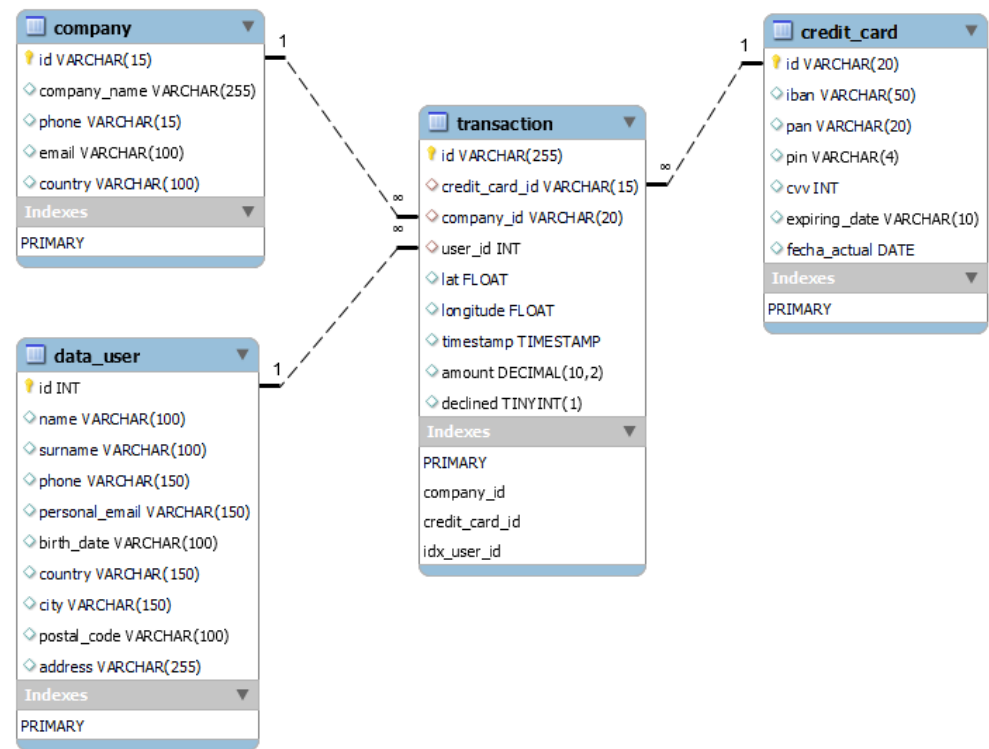 company
id VARCHAR(15)
company_name VARCHAR(255)
phone VARCHAR(15)
email VARCHAR(100)
country VARCHAR(100)
Indexes
PRIMARY
1
∞
transaction
id VARCHAR(255)
credit_card_id VARCHAR(15)
company_id VARCHAR(20)
user_id INT
lat FLOAT
longitude FLOAT
timestamp TIMESTAMP
amount DECIMAL(10,2)
declined TINYINT(1)
Indexes
PRIMARY
company_id
credit_card_id
idx_user_id
1
∞
credit_card
id VARCHAR(20)
iban VARCHAR(50)
pan VARCHAR(20)
pin VARCHAR(4)
cvv INT
expiring_date VARCHAR(10)
fecha_actual DATE
Indexes
PRIMARY
∞
1
data_user
id INT
name VARCHAR(100)
surname VARCHAR(100)
phone VARCHAR(150)
personal_email VARCHAR(150)
birth_date VARCHAR(100)
country VARCHAR(150)
city VARCHAR(150)
postal_code VARCHAR(100)
address VARCHAR(255)
Indexes
PRIMARY